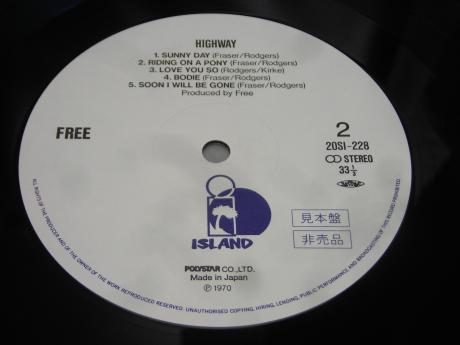 HIGHWAY
1. SUNNY DAY (Fraser/Rodgers)
2. RIDING ON A PONY (Fraser/Rodgers)
3. LOVE YOU SO (Rodgers/Kirke)
4. BODIE (Fraser/Rodgers)
5. SOON I WILL BE GONE (Fraser/Rodgers)
Produced by Free
FREE
2
20SI-228
STEREO
33 1/3
ISLAND
見本盤
非売品
POLYSTAR CO.,LTD.
Made in Japan
Ⓟ 1970
ALL RIGHTS OF THE PRODUCER AND OF THE OWNER OF THE WORK REPRODUCED RESERVED. UNAUTHORISED COPYING, HIRING, LENDING, PUBLIC PERFORMANCE AND BROADCASTING OF THIS RECORD PROHIBITED